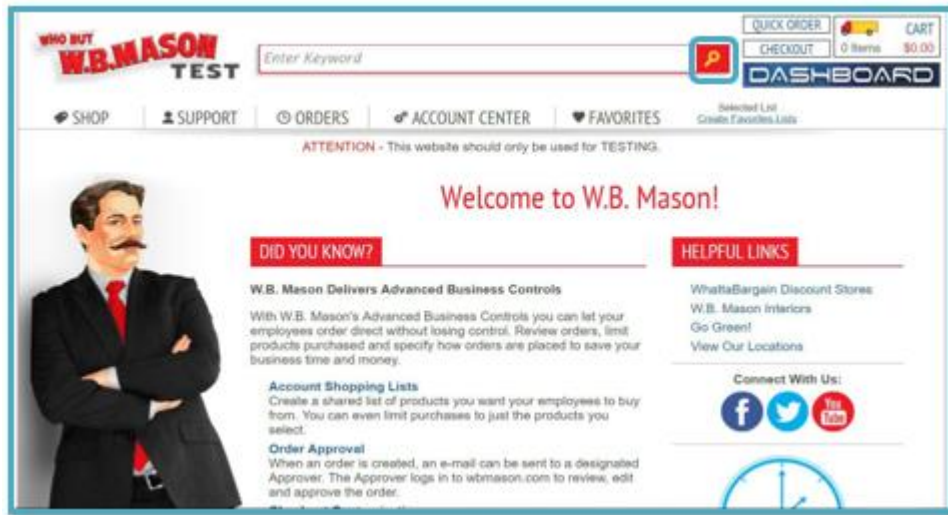 WHO BUT
W.B.MASON
TEST
Enter Keyword
QUICK ORDER
CHECKOUT
CART
0 Items $0.00
DASHBOARD
SHOP SUPPORT ORDERS ACCOUNT CENTER FAVORITES
Selected List
Create Favorites Lists
ATTENTION - This website should only be used for TESTING.
Welcome to W.B. Mason!
DID YOU KNOW?
W.B. Mason Delivers Advanced Business Controls
With W.B. Mason's Advanced Business Controls you can let your
employees order direct without losing control. Review orders, limit
products purchased and specify how orders are placed to save your
business time and money.
Account Shopping Lists
Create a shared list of products you want your employees to buy
from. You can even limit purchases to just the products you
select.
Order Approval
When an order is created, an e-mail can be sent to a designated
Approver. The Approver logs in to wbmason.com to review, edit
and approve the order.
HELPFUL LINKS
WhattaBargain Discount Stores
W.B. Mason Interiors
Go Green!
View Our Locations
Connect With Us:
f
You
Tube